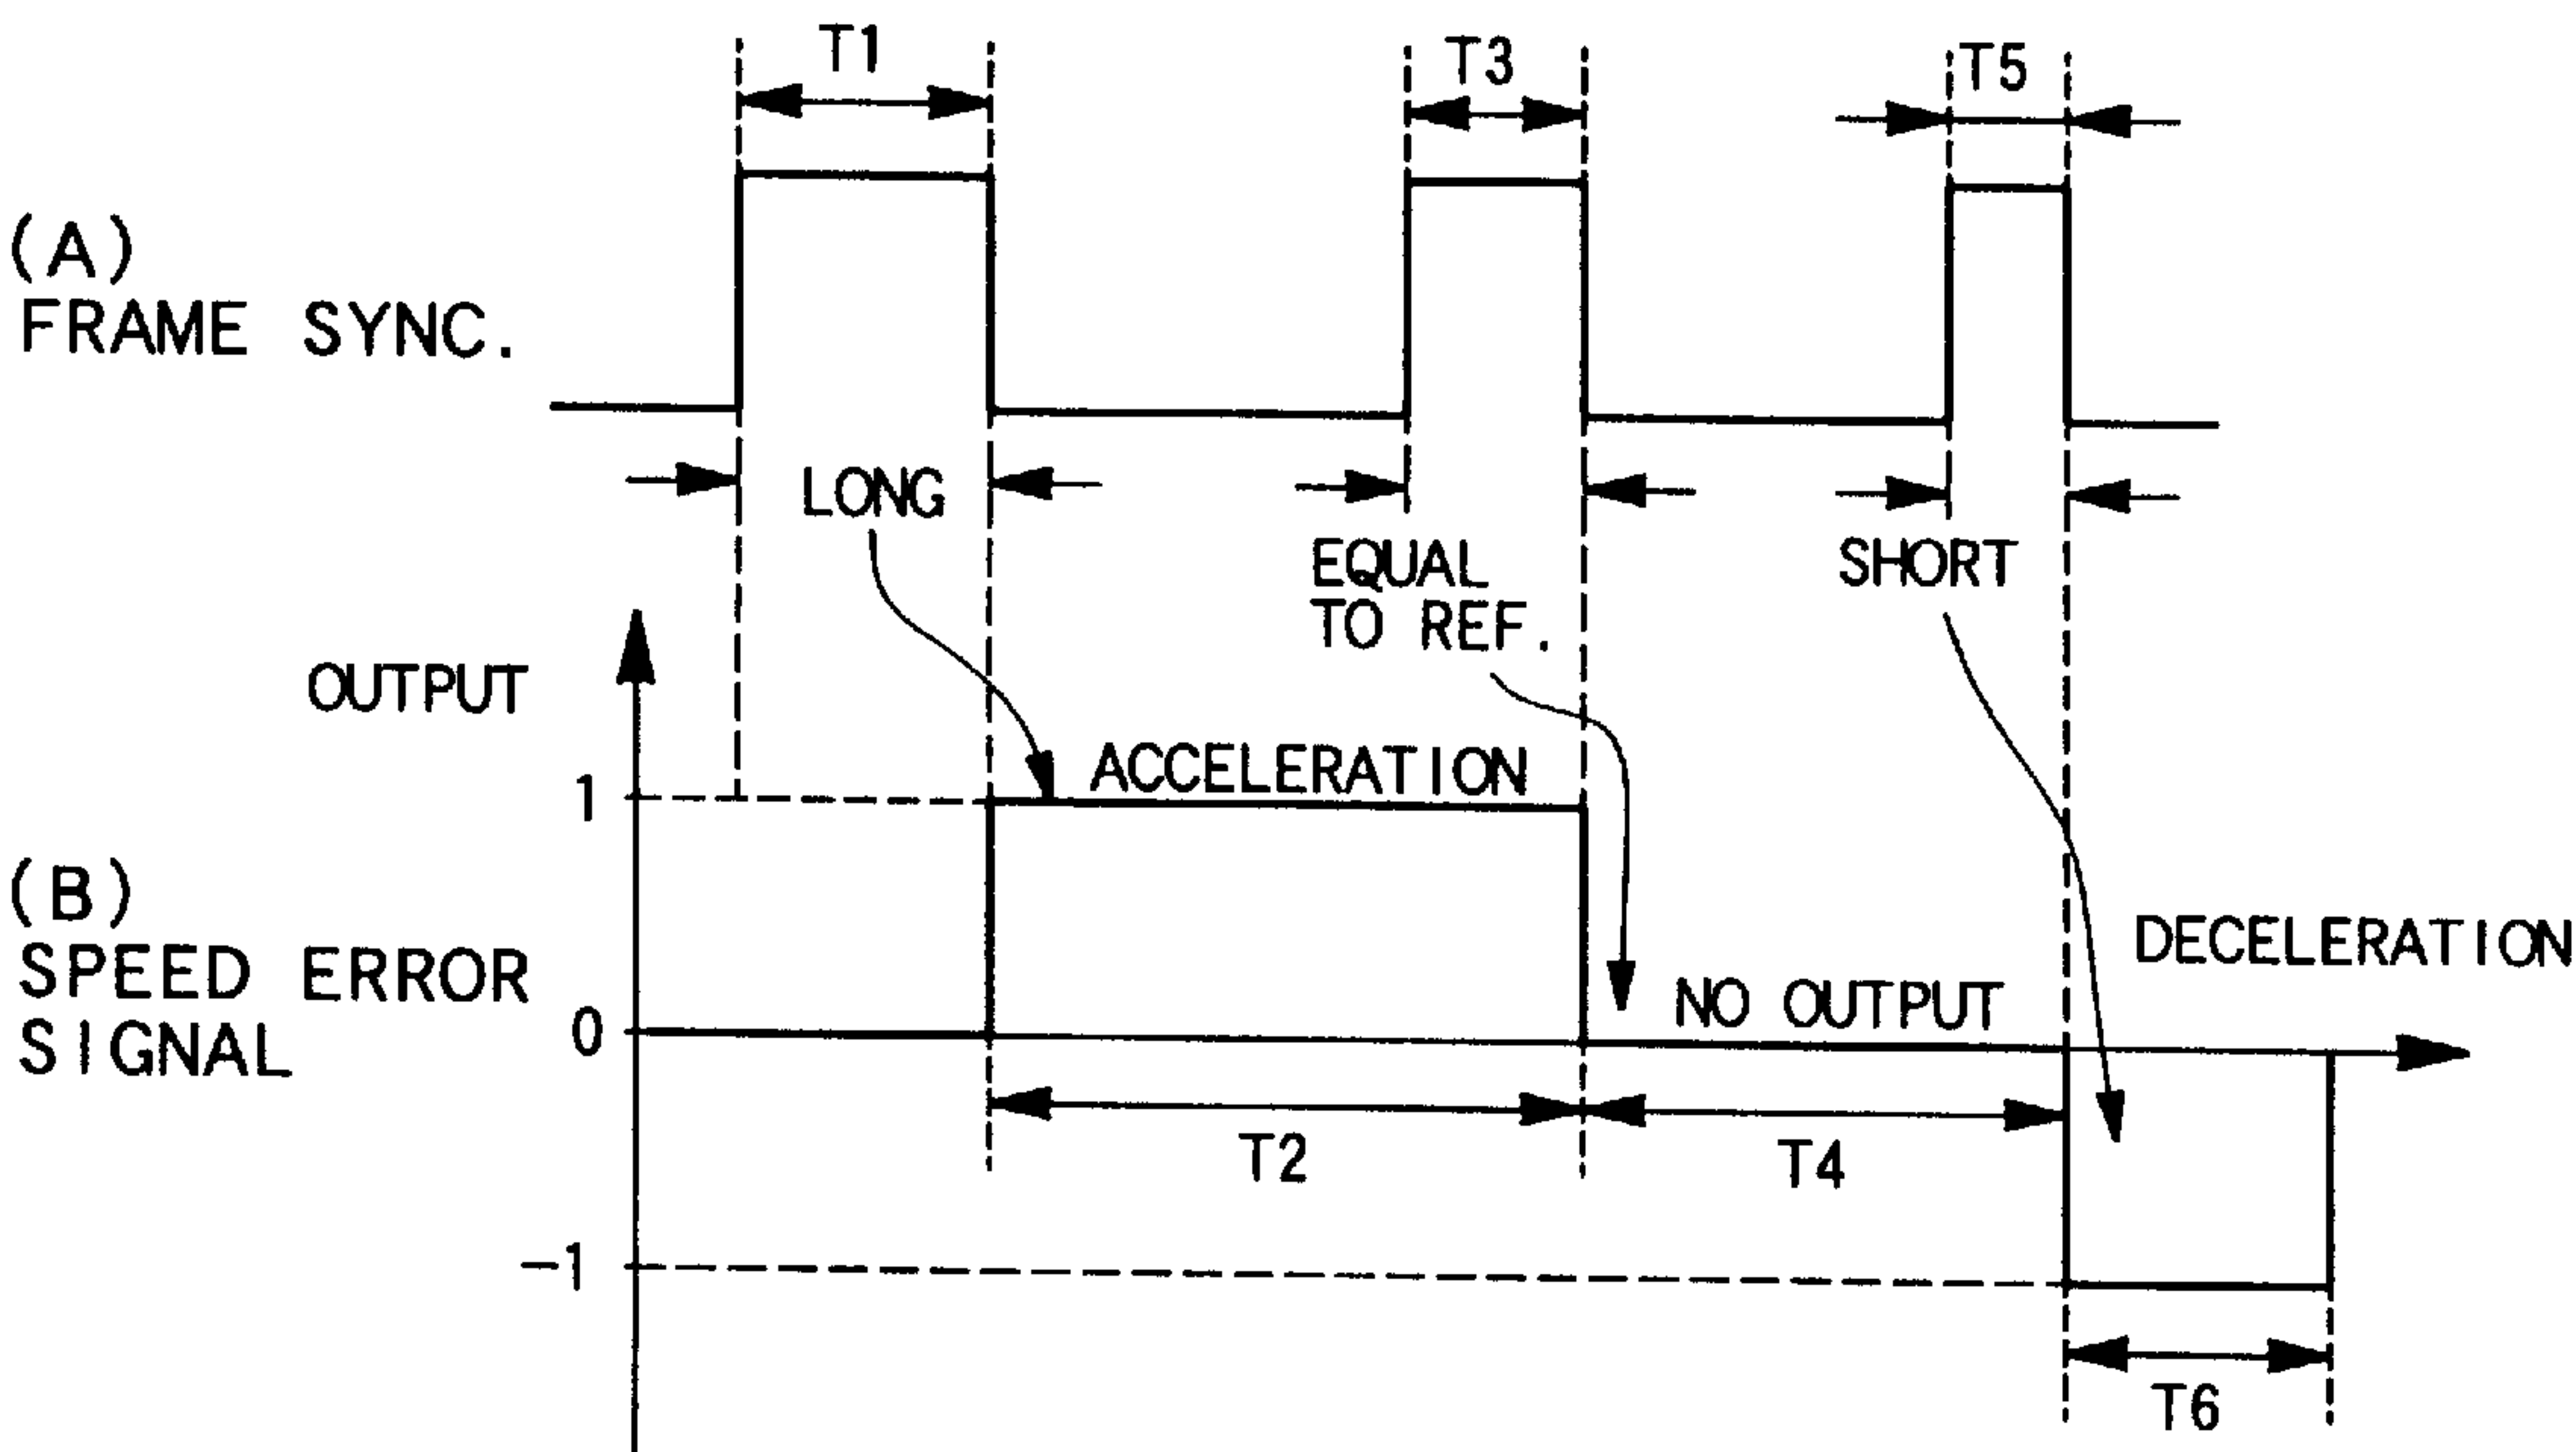 T1
T3
T5
(A)
FRAME SYNC.
LONG
EQUAL
TO REF.
SHORT
OUTPUT
1
ACCELERATION
(B)
SPEED ERROR
SIGNAL
DECELERATION
0
NO OUTPUT
T2
T4
-1
T6